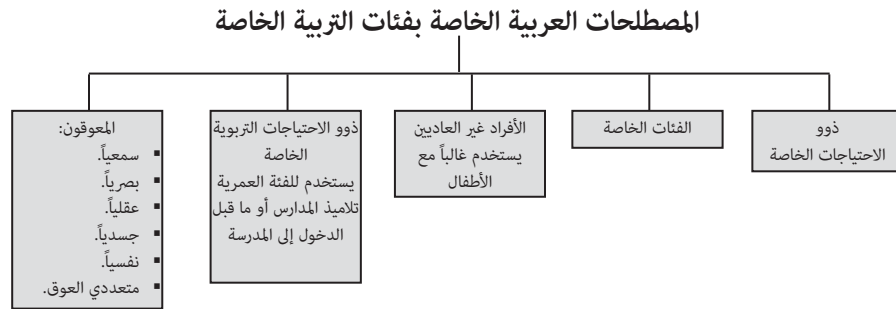 المصطلحات العربية الخاصة بفئات التربية الخاصة
ذوو
الاحتياجات الخاصة
الفئات الخاصة
الأفراد غير العاديين
يستخدم غالباً مع
الأطفال
ذوو الاحتياجات التربوية
الخاصة
يستخدم للفئة العمرية
تلاميذ المدارس أو ما قبل
الدخول إلى المدرسة
المعوقون:
▪ سمعياً.
▪ بصرياً.
▪ عقلياً.
▪ جسدياً.
▪ نفسياً.
▪ متعددي العوق.